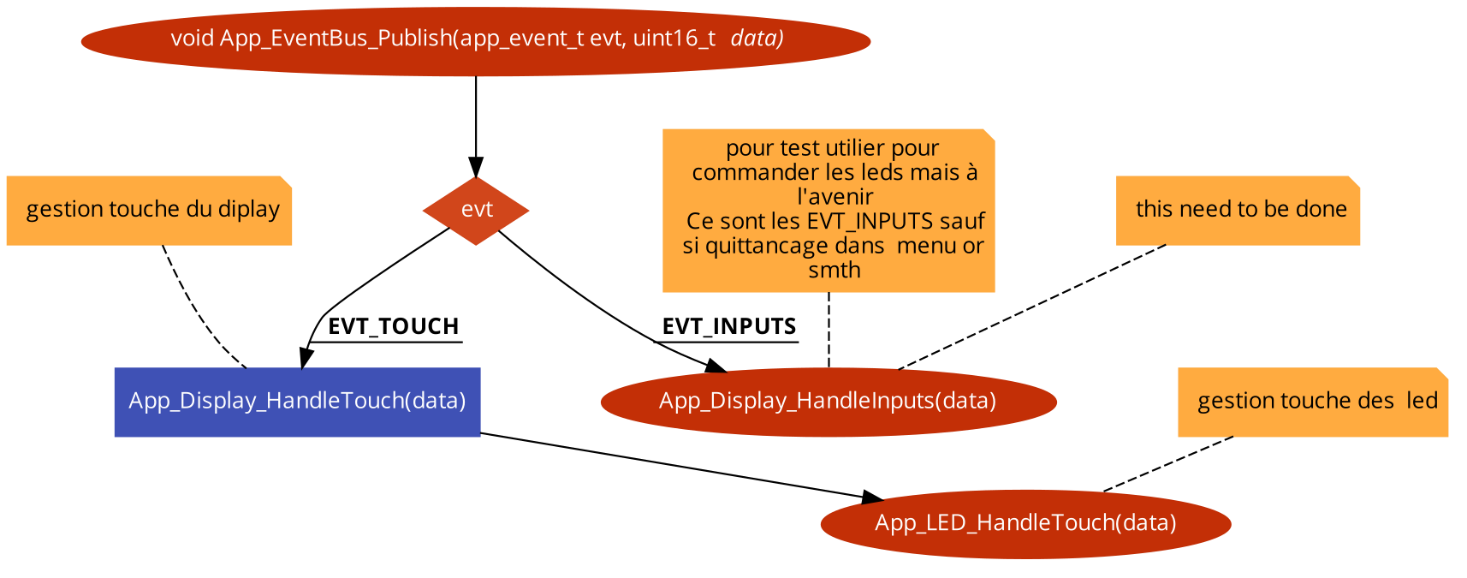 void App_EventBus_Publish(app_event_t evt, uint16_t data)
pour test utilier pour
commander les leds mais à
l'avenir
Ce sont les EVT_INPUTS sauf
si quittancage dans menu or
smth
gestion touche du diplay
evt
this need to be done
EVT_TOUCH
EVT_INPUTS
App_Display_HandleTouch(data)
App_Display_HandleInputs(data)
gestion touche des led
App_LED_HandleTouch(data)